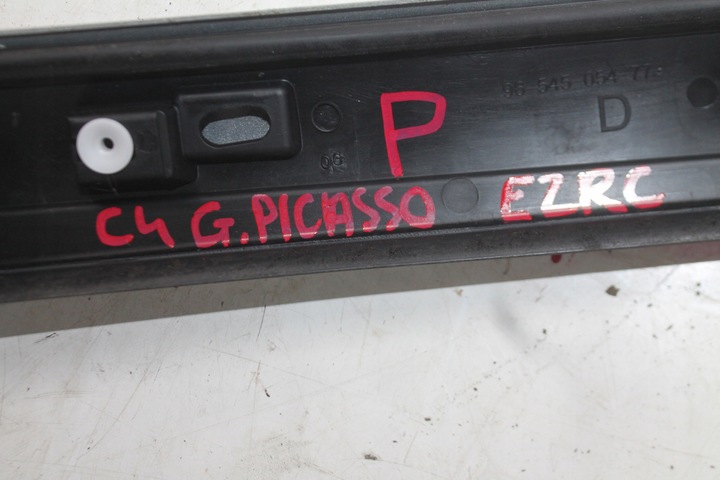 P
96 545 054 77
D
C4 G.PICASSO EZRC